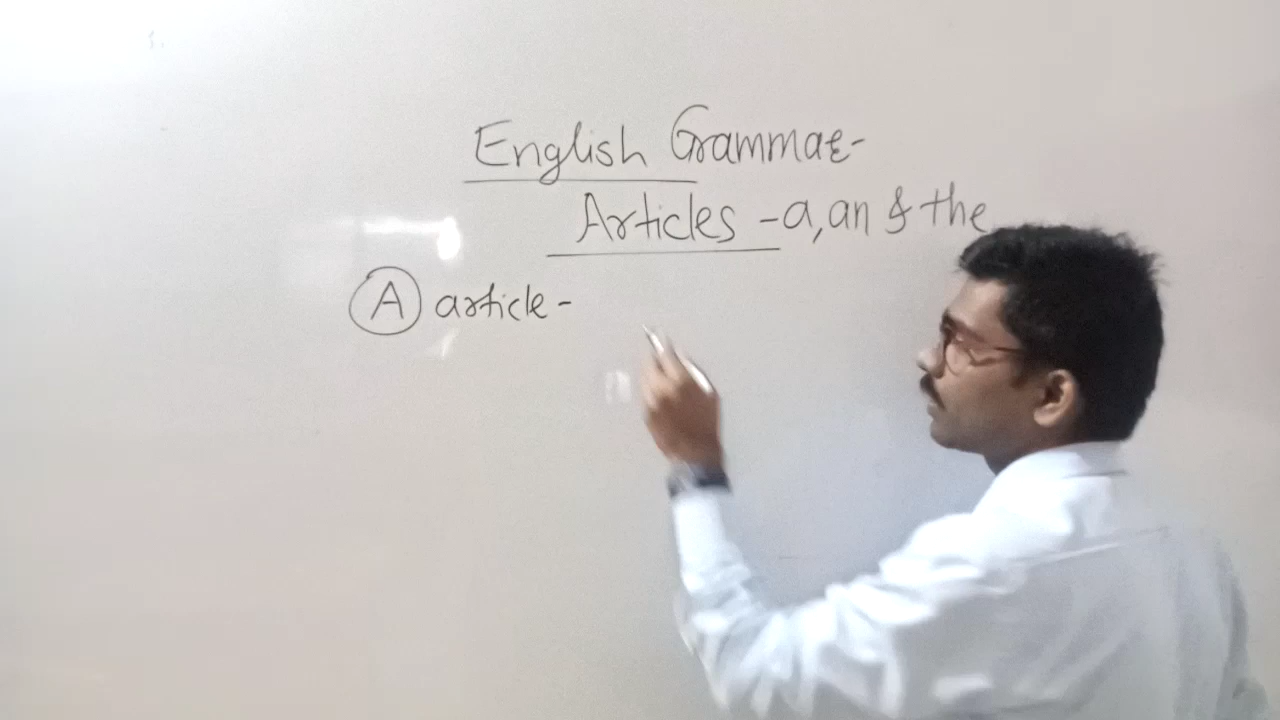 English Grammar-
Articles - a, an & the
A article -